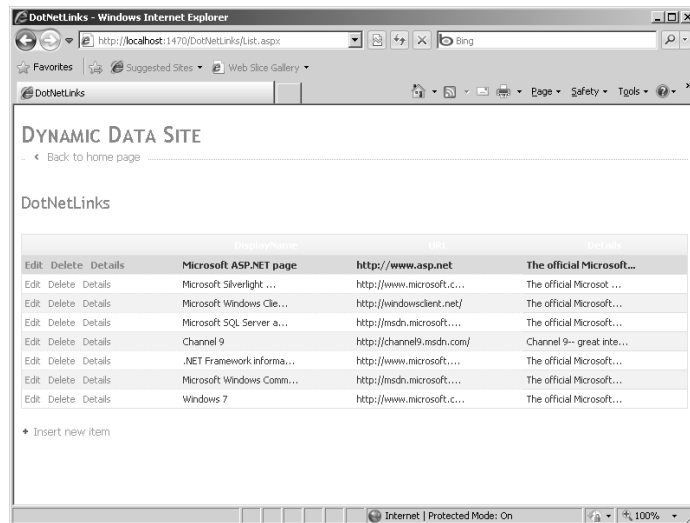 DotNetLinks - Windows Internet Explorer
http://localhost:1470/DotNetLinks/List.aspx
Bing
Favorites Suggested Sites Web Slice Gallery
DotNetLinks Page Safety Tools
DYNAMIC DATA SITE
Back to home page
DotNetLinks
DisplayName URL Details
Edit Delete Details Microsoft ASP.NET page http://www.asp.net The official Microsoft...
Edit Delete Details Microsoft Silverlight ... http://www.microsoft.c... The official Microsot ...
Edit Delete Details Microsoft Windows Clie... http://windowsclient.net/ The official Microsoft...
Edit Delete Details Microsoft SQL Server a... http://msdn.microsoft.... The official Microsoft...
Edit Delete Details Channel 9 http://channel9.msdn.com/ Channel 9-- great inte...
Edit Delete Details .NET Framework informa... http://msdn.microsoft.... The official Microsoft...
Edit Delete Details Microsoft Windows Comm... http://msdn.microsoft.... The official Microsoft...
Edit Delete Details Windows 7 http://www.microsoft.c... The official Microsoft...
+ Insert new item
Internet | Protected Mode: On 100%